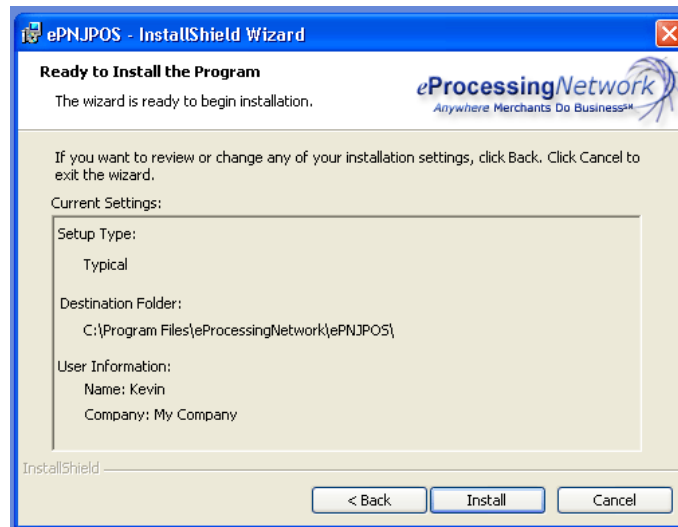 ePNJPOS - InstallShield Wizard
Ready to Install the Program
The wizard is ready to begin installation.
eProcessingNetwork
Anywhere Merchants Do Business℠
If you want to review or change any of your installation settings, click Back. Click Cancel to
exit the wizard.
Current Settings:
Setup Type:
Typical
Destination Folder:
C:\Program Files\eProcessingNetwork\ePNJPOS\
User Information:
Name: Kevin
Company: My Company
InstallShield
< Back
Install
Cancel